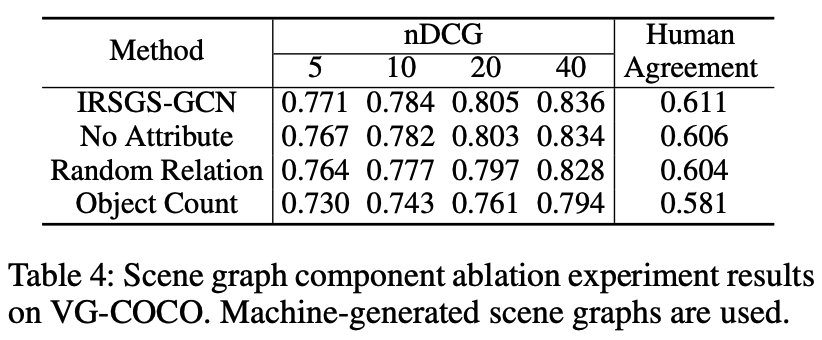 Method nDCG Human
5 10 20 40 Agreement
IRSGS-GCN 0.771 0.784 0.805 0.836 0.611
No Attribute 0.767 0.782 0.803 0.834 0.606
Random Relation 0.764 0.777 0.797 0.828 0.604
Object Count 0.730 0.743 0.761 0.794 0.581
Table 4: Scene graph component ablation experiment results
on VG-COCO. Machine-generated scene graphs are used.